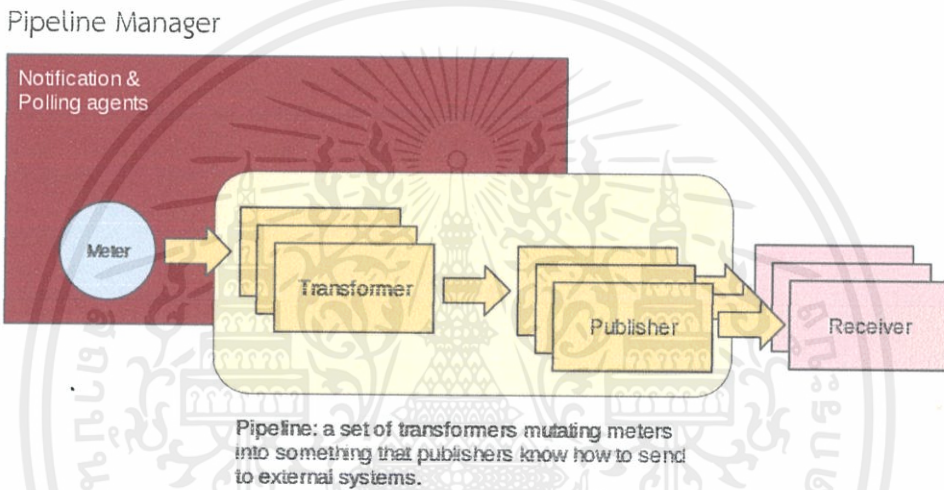 Pipeline Manager
Notification &
Polling agents
Meter
Transformer
Publisher
Receiver
Pipeline: a set of transformers mutating meters
into something that publishers know how to send
to external systems.